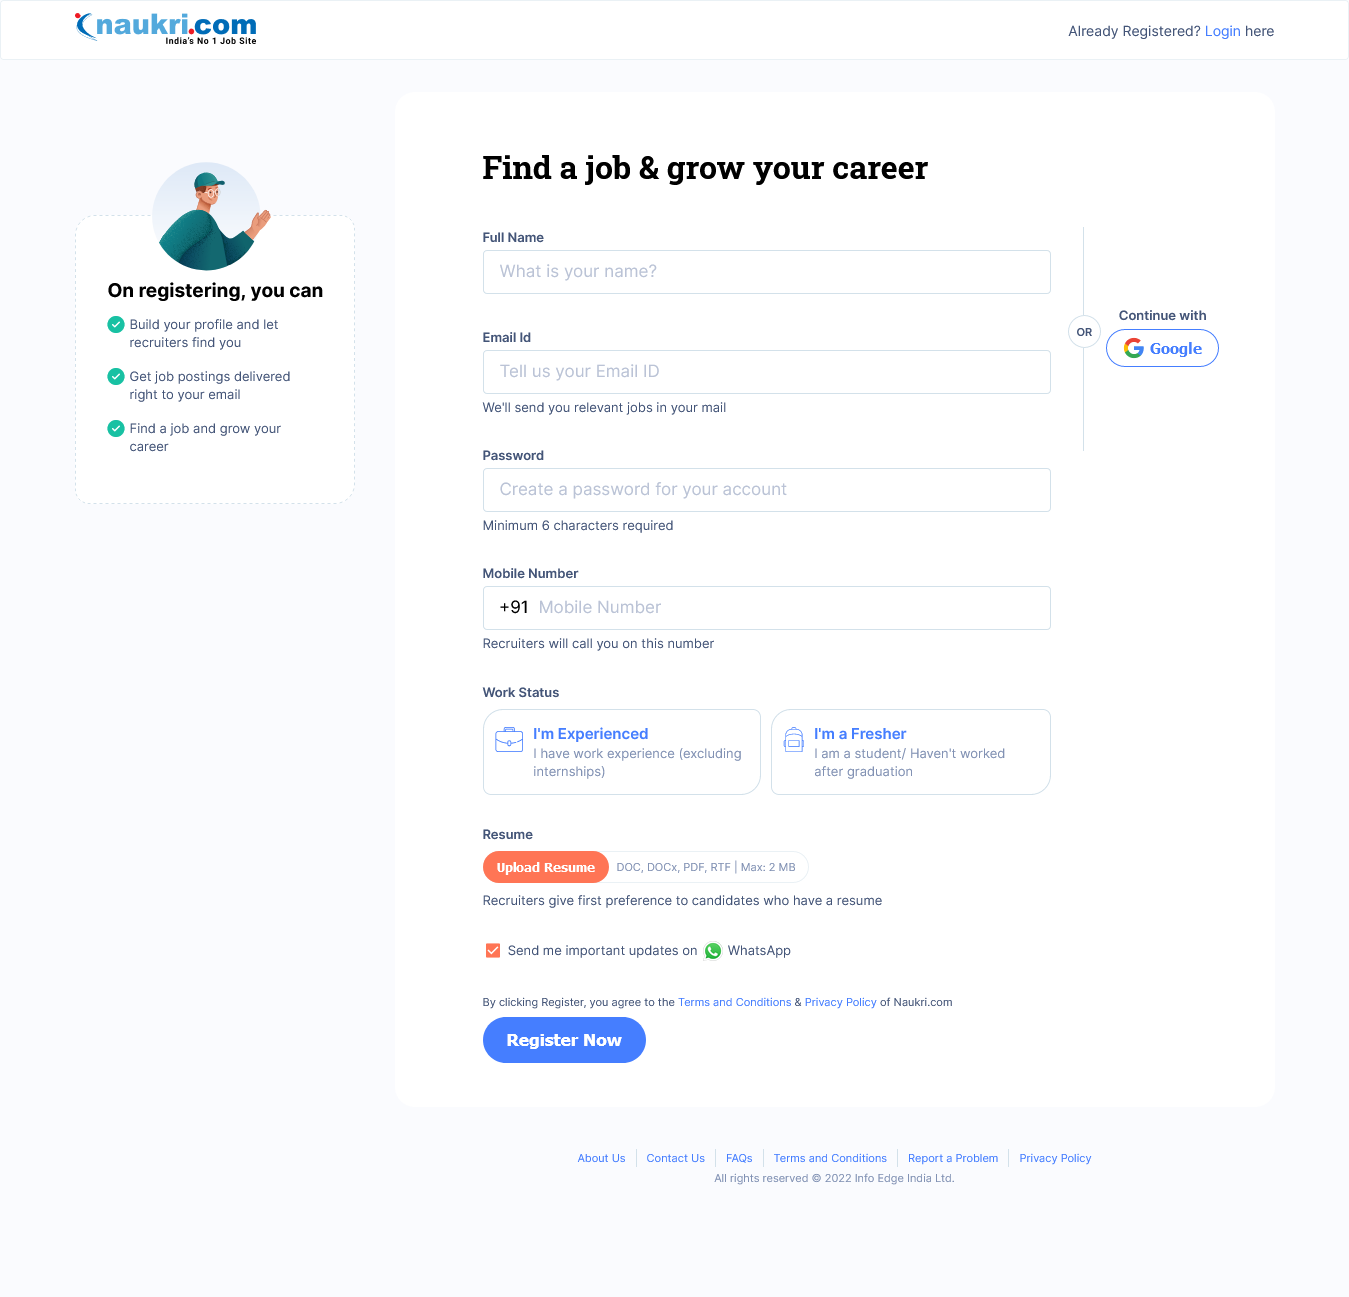 naukri.com
India's No 1 Job Site
Already Registered? Login here
On registering, you can
Build your profile and let
recruiters find you
Get job postings delivered
right to your email
Find a job and grow your
career
Find a job & grow your career
Full Name
What is your name?
Email Id
Tell us your Email ID
We'll send you relevant jobs in your mail
Password
Create a password for your account
Minimum 6 characters required
Mobile Number
+91 Mobile Number
Recruiters will call you on this number
Work Status
I'm Experienced
I have work experience (excluding
internships)
I'm a Fresher
I am a student/ Haven't worked
after graduation
Resume
Upload Resume DOC, DOCx, PDF, RTF | Max: 2 MB
Recruiters give first preference to candidates who have a resume
Send me important updates on WhatsApp
By clicking Register, you agree to the Terms and Conditions & Privacy Policy of Naukri.com
Register Now
OR
Continue with
Google
About Us Contact Us FAQs Terms and Conditions Report a Problem Privacy Policy
All rights reserved © 2022 Info Edge India Ltd.